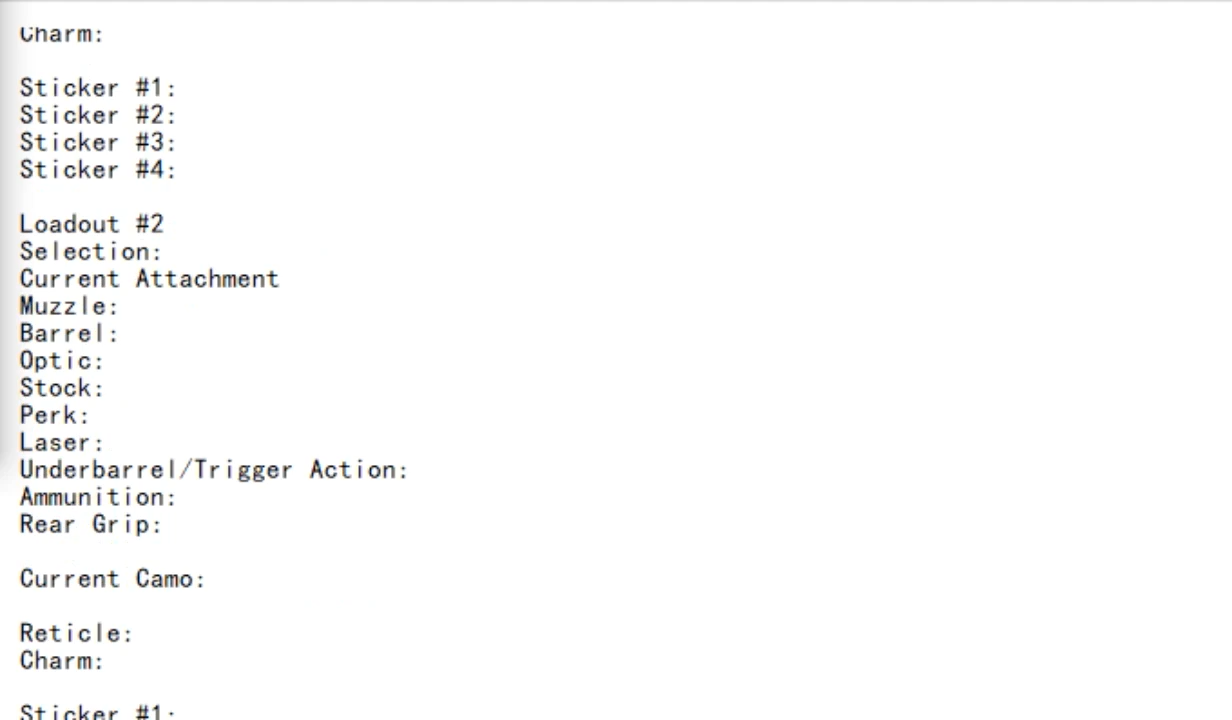 Charm:
Sticker #1:
Sticker #2:
Sticker #3:
Sticker #4:
Loadout #2
Selection:
Current Attachment
Muzzle:
Barrel:
Optic:
Stock:
Perk:
Laser:
Underbarrel/Trigger Action:
Ammunition:
Rear Grip:
Current Camo:
Reticle:
Charm:
Sticker #1: